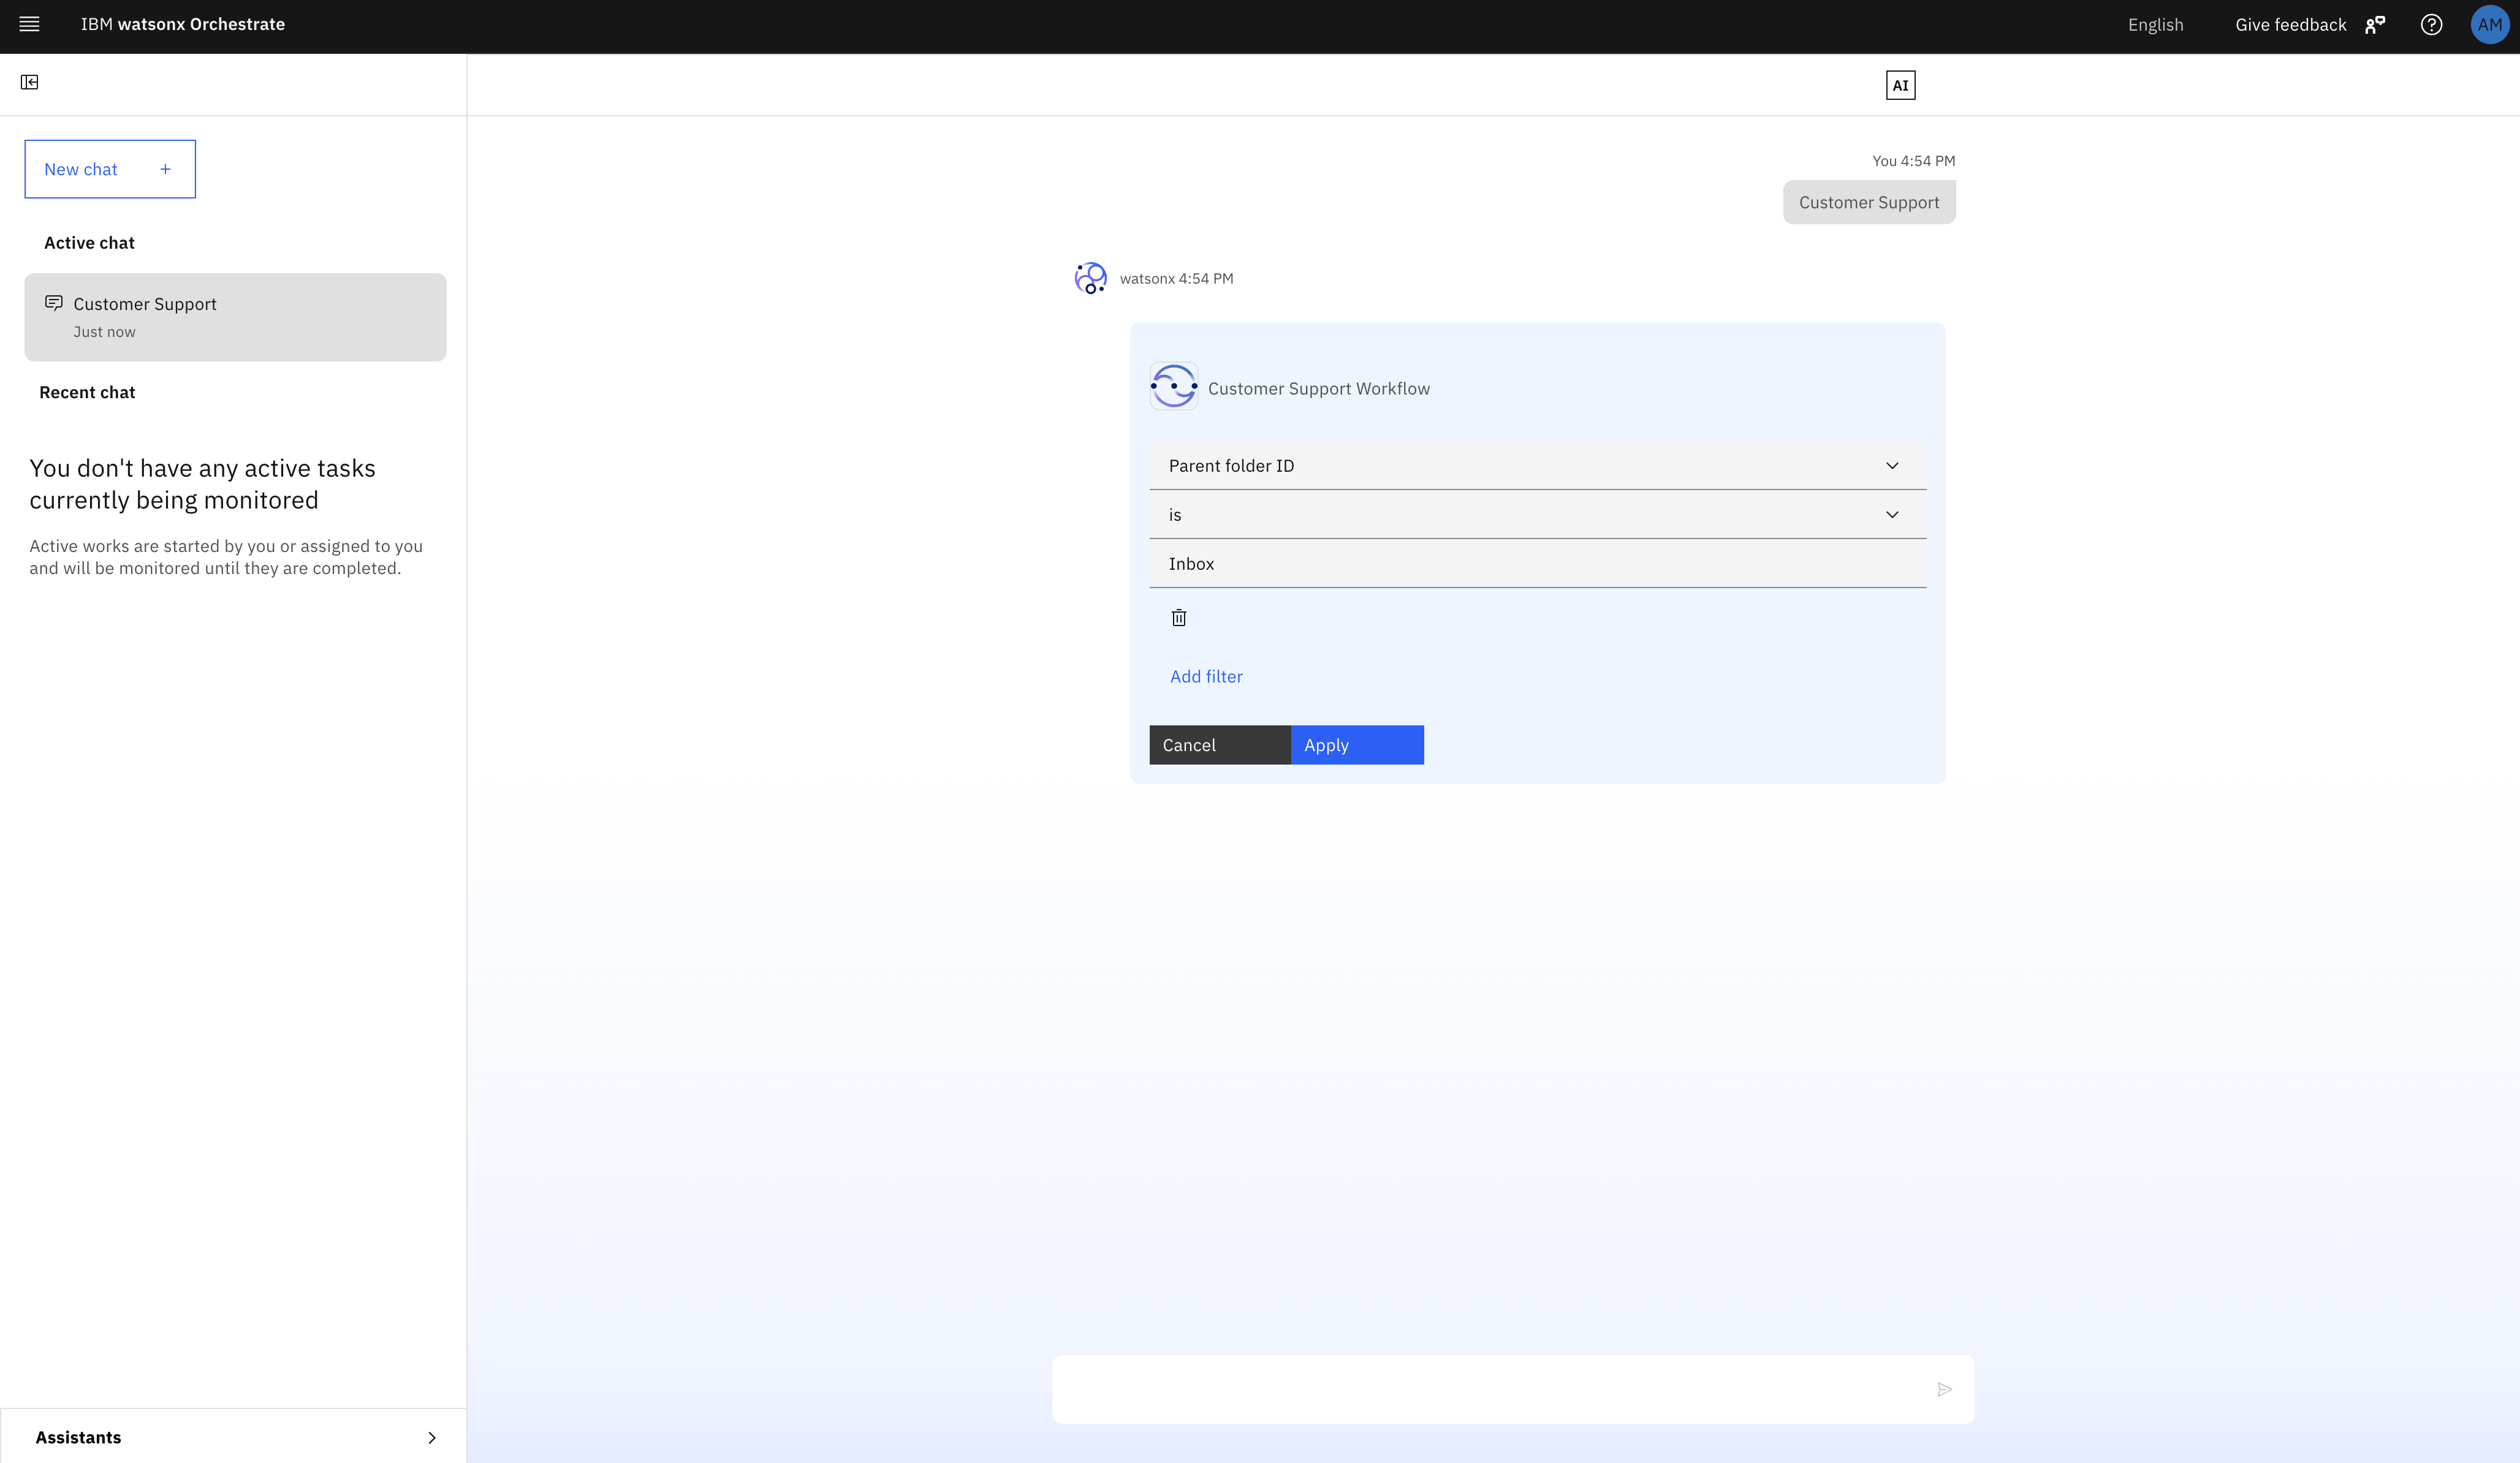 IBM watsonx Orchestrate
English
Give feedback
AM
AI
New chat +
Active chat
Customer Support
Just now
Recent chat
You don't have any active tasks
currently being monitored
Active works are started by you or assigned to you
and will be monitored until they are completed.
Assistants
You 4:54 PM
Customer Support
watsonx 4:54 PM
Customer Support Workflow
Parent folder ID
is
Inbox
Add filter
Cancel
Apply